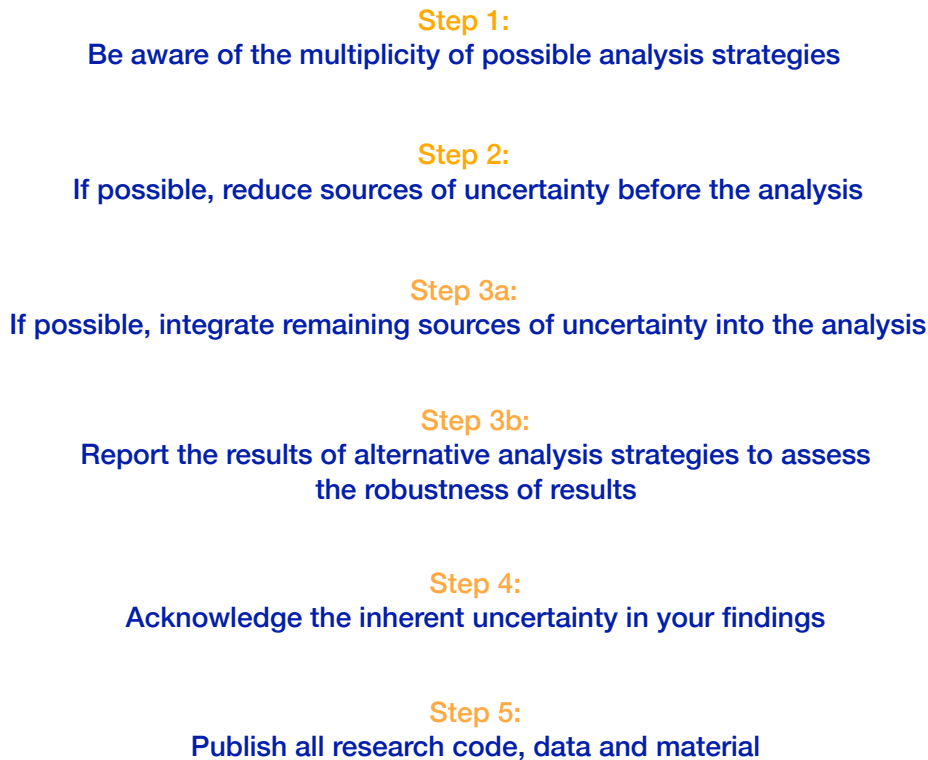 Step 1:
Be aware of the multiplicity of possible analysis strategies
Step 2:
If possible, reduce sources of uncertainty before the analysis
Step 3a:
If possible, integrate remaining sources of uncertainty into the analysis
Step 3b:
Report the results of alternative analysis strategies to assess
the robustness of results
Step 4:
Acknowledge the inherent uncertainty in your findings
Step 5:
Publish all research code, data and material